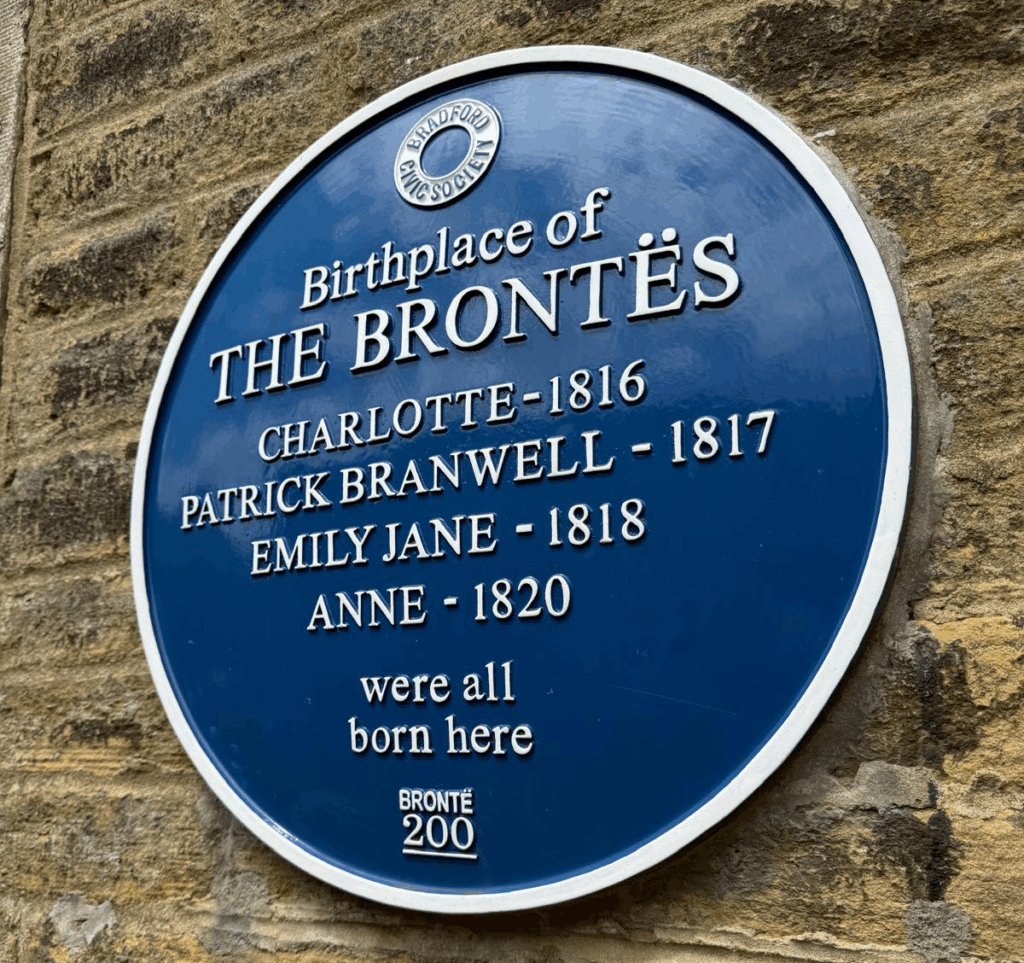 BRADFORD
CIVIC SOCIETY
Birthplace of
THE BRONTËS
CHARLOTTE - 1816
PATRICK BRANWELL - 1817
EMILY JANE - 1818
ANNE - 1820
were all
born here
BRONTË
200